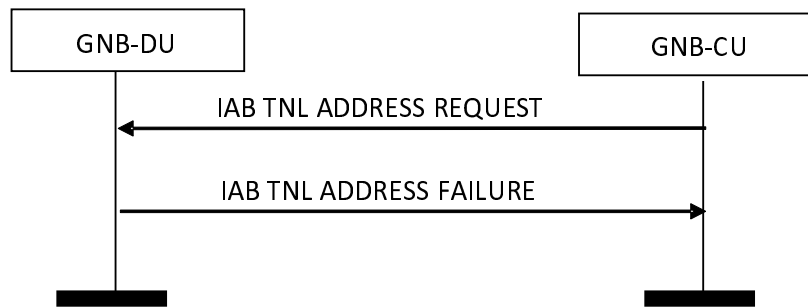 GNB-DU
GNB-CU
IAB TNL ADDRESS REQUEST
IAB TNL ADDRESS FAILURE